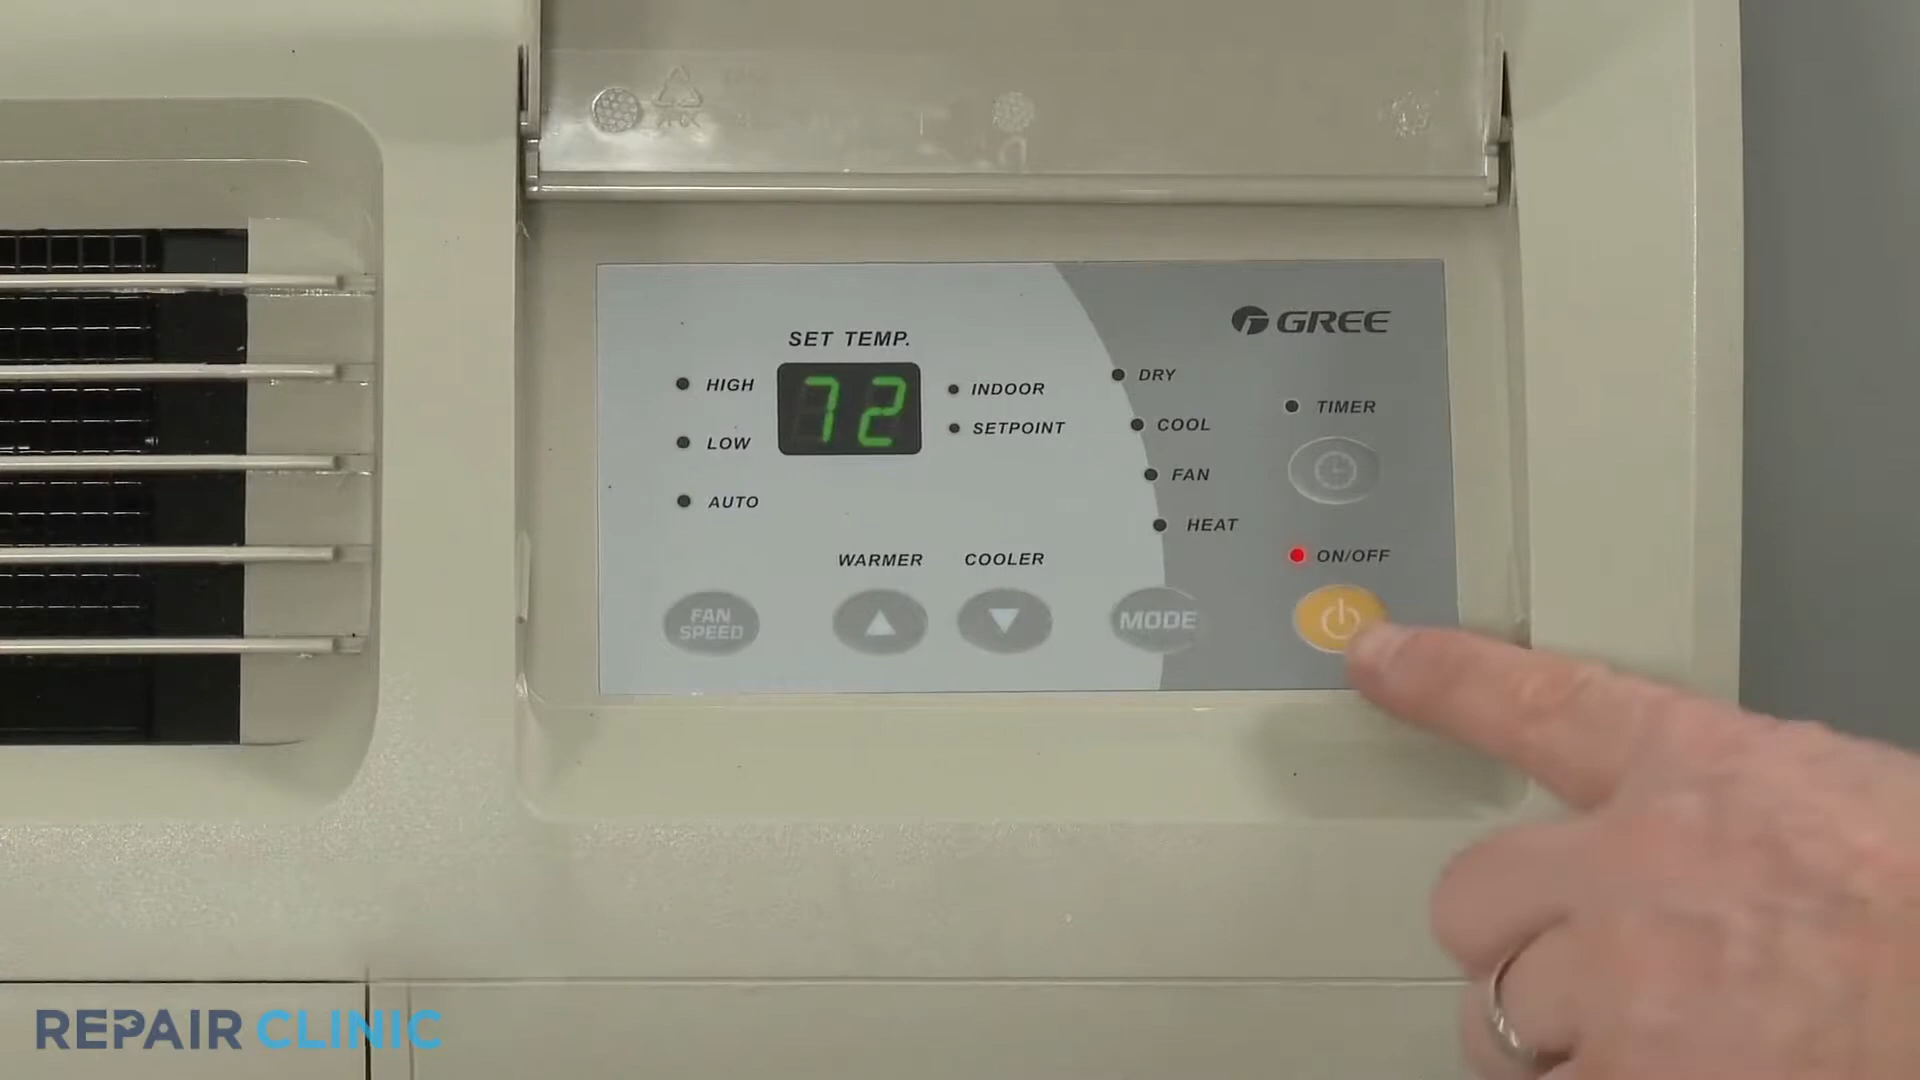 GREE
SET TEMP.
72
HIGH
LOW
AUTO
INDOOR
SETPOINT
DRY
COOL
FAN
HEAT
TIMER
ON/OFF
WARMER
COOLER
FAN
SPEED
MODE
REPAIR CLINIC